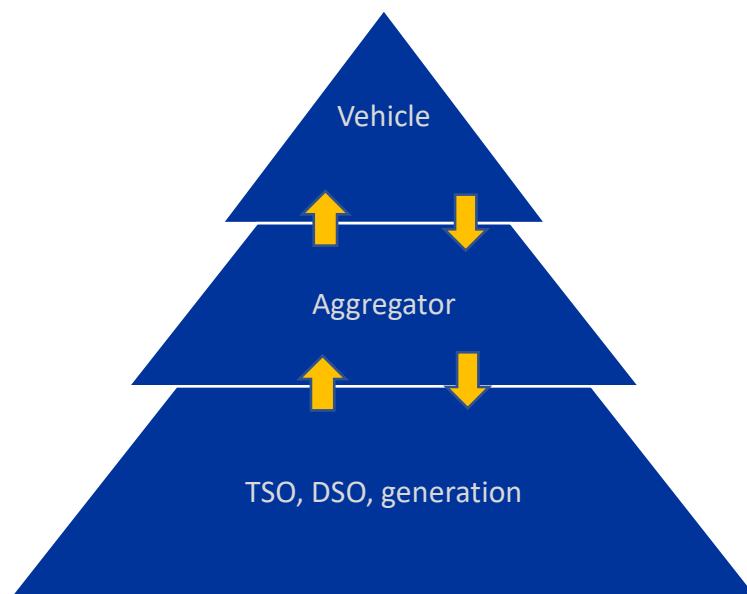 Vehicle
Aggregator
TSO, DSO, generation